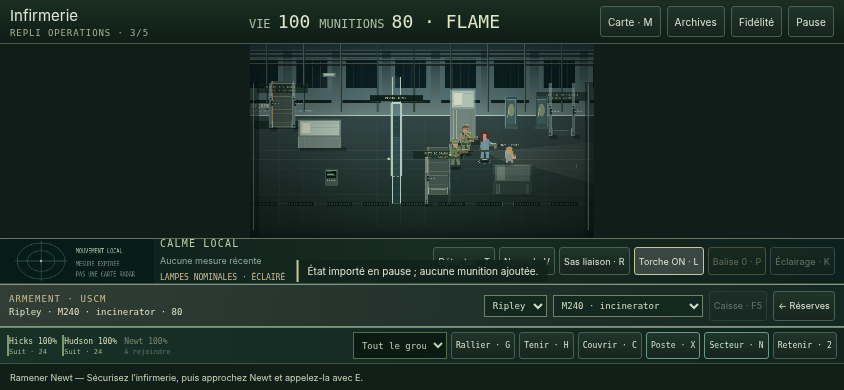 Infirmerie
REPLI OPERATIONS · 3/5
VIE 100 MUNITIONS 80 · FLAME
Carte · M
Archives
Fidélité
Pause
MOUVEMENT LOCAL
MESURE EXPIRÉE
PAS UNE CARTE RADAR
CALME LOCAL
Aucune mesure récente
LAMPES NOMINALES · ÉCLAIRÉ
État importé en pause ; aucune munition ajoutée.
Sas liaison · R
Torche ON · L
Balise 0 · P
Éclairage · K
ARMEMENT · USCM
Ripley · M240 · incinerator · 80
Ripley
M240 · incinerator
Caisse · F5
← Réserves
Hicks 100%
Suit · 24
Hudson 100%
Suit · 24
Newt 100%
À rejoindre
Tout le grou
Rallier · G
Tenir · H
Couvrir · C
Poste · X
Secteur · N
Retenir · 2
Ramener Newt — Sécurisez l'infirmerie, puis approchez Newt et appelez-la avec E.